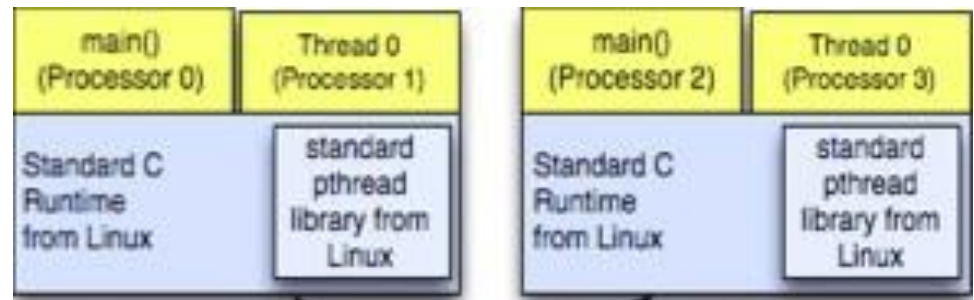 main()
(Processor 0)
Thread 0
(Processor 1)
Standard C
Runtime
from Linux
standard
pthread
library from
Linux
main()
(Processor 2)
Thread 0
(Processor 3)
Standard C
Runtime
from Linux
standard
pthread
library from
Linux